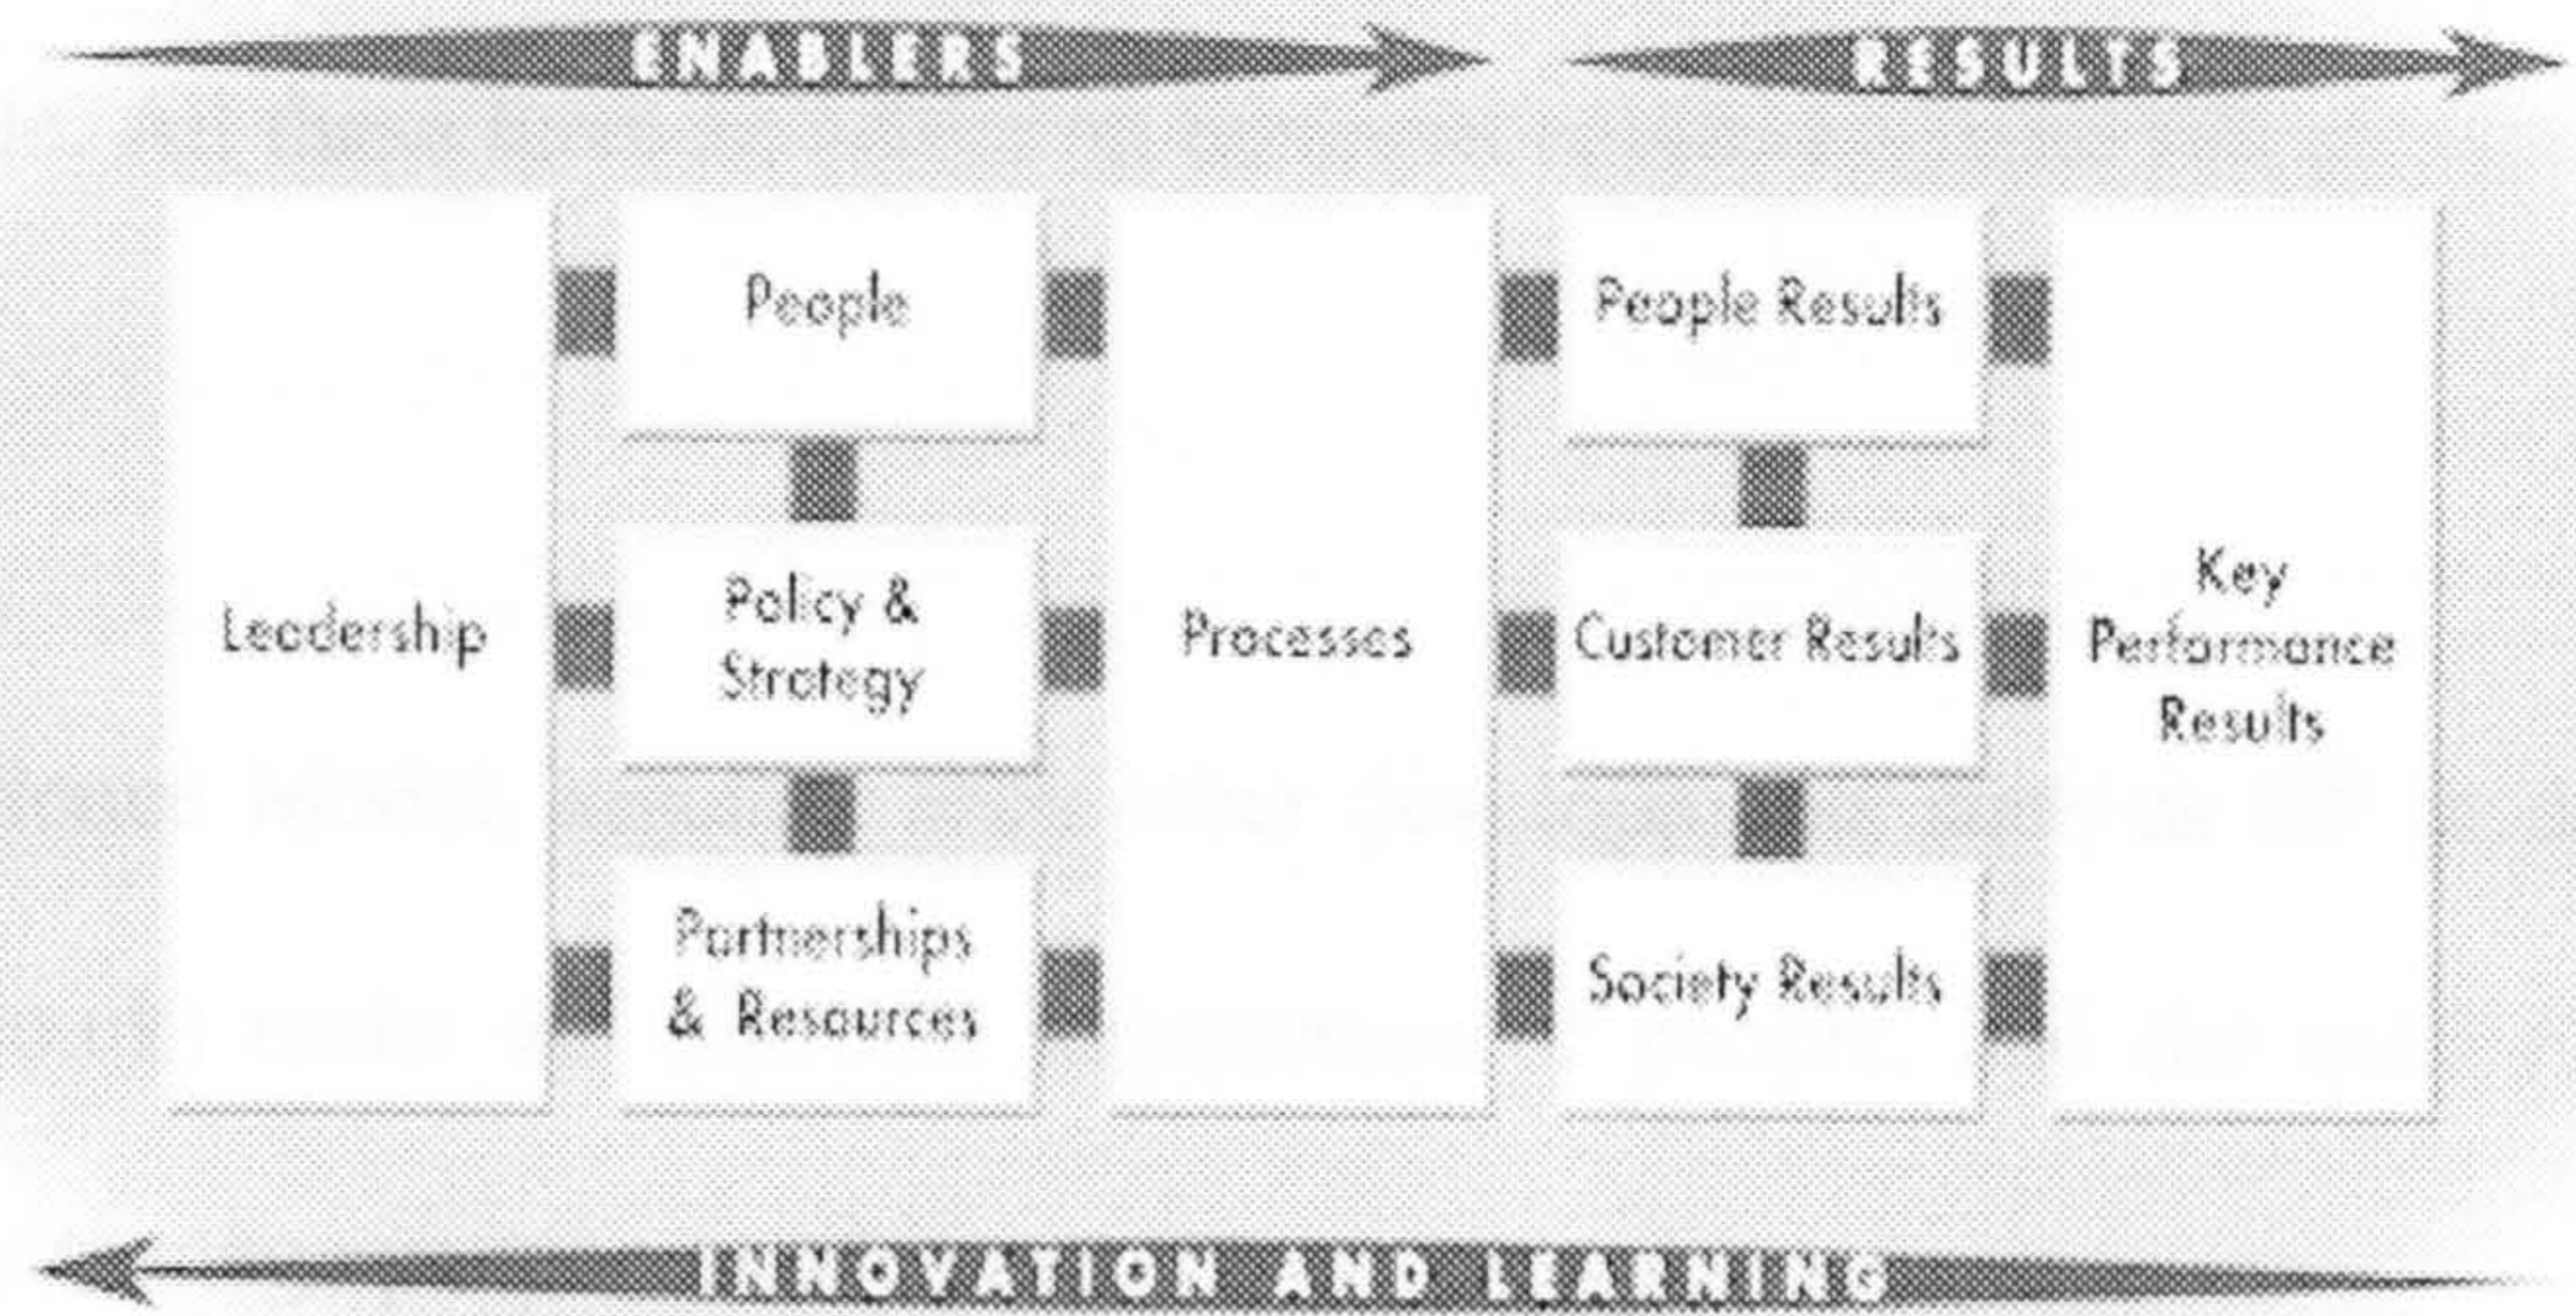 ENABLERS
RESULTS
Leadership
People
Policy &
Strategy
Partnerships
& Resources
Processes
People Results
Customer Results
Society Results
Key
Performance
Results
INNOVATION AND LEARNING